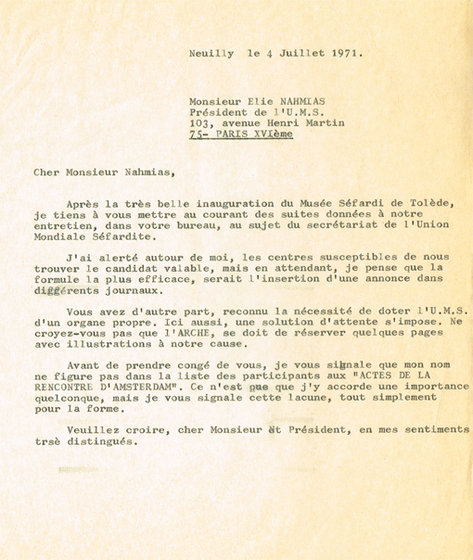 Neuilly le 4 Juillet 1971.
Monsieur Elie NAHMIAS
Président de l'U.M.S.
103, avenue Henri Martin
75- PARIS XVIème
Cher Monsieur Nahmias,
Après la très belle inauguration du Musée Séfardi de Tolède,
je tiens à vous mettre au courant des suites données à notre
entretien, dans votre bureau, au sujet du secrétariat de l'Union
Mondiale Séfardite.
J'ai alerté autour de moi, les centres susceptibles de nous
trouver le candidat valable, mais en attendant, je pense que la
formule la plus efficace, serait l'insertion d'une annonce dans
différents journaux.
Vous avez d'autre part, reconnu la nécessité de doter l'U.M.S.
d'un organe propre. Ici aussi, une solution d'attente s'impose. Ne
croyez-vous pas que l'ARCHE, se doit de réserver quelques pages
avec illustrations à notre cause.
Avant de prendre congé de vous, je vous signale que mon nom
ne figure pas dans la liste des participants aux "ACTES DE LA
RENCONTRE D'AMSTERDAM". Ce n'est que que j'y accorde une importance
quelconque, mais je vous signale cette lacune, tout simplement
pour la forme.
Veuillez croire, cher Monsieur et Président, en mes sentiments
trsè distingués.